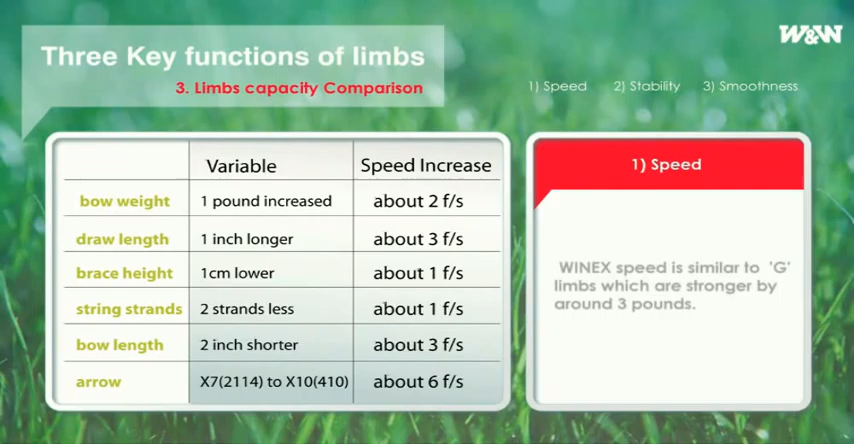 W&W
Three Key functions of limbs
3. Limbs capacity Comparison
1) Speed 2) Stability 3) Smoothness
Variable Speed Increase
bow weight 1 pound increased about 2 f/s
draw length 1 inch longer about 3 f/s
brace height 1cm lower about 1 f/s
string strands 2 strands less about 1 f/s
bow length 2 inch shorter about 3 f/s
arrow X7(2114) to X10(410) about 6 f/s
1) Speed
WINEX speed is similar to 'G'
limbs which are stronger by
around 3 pounds.